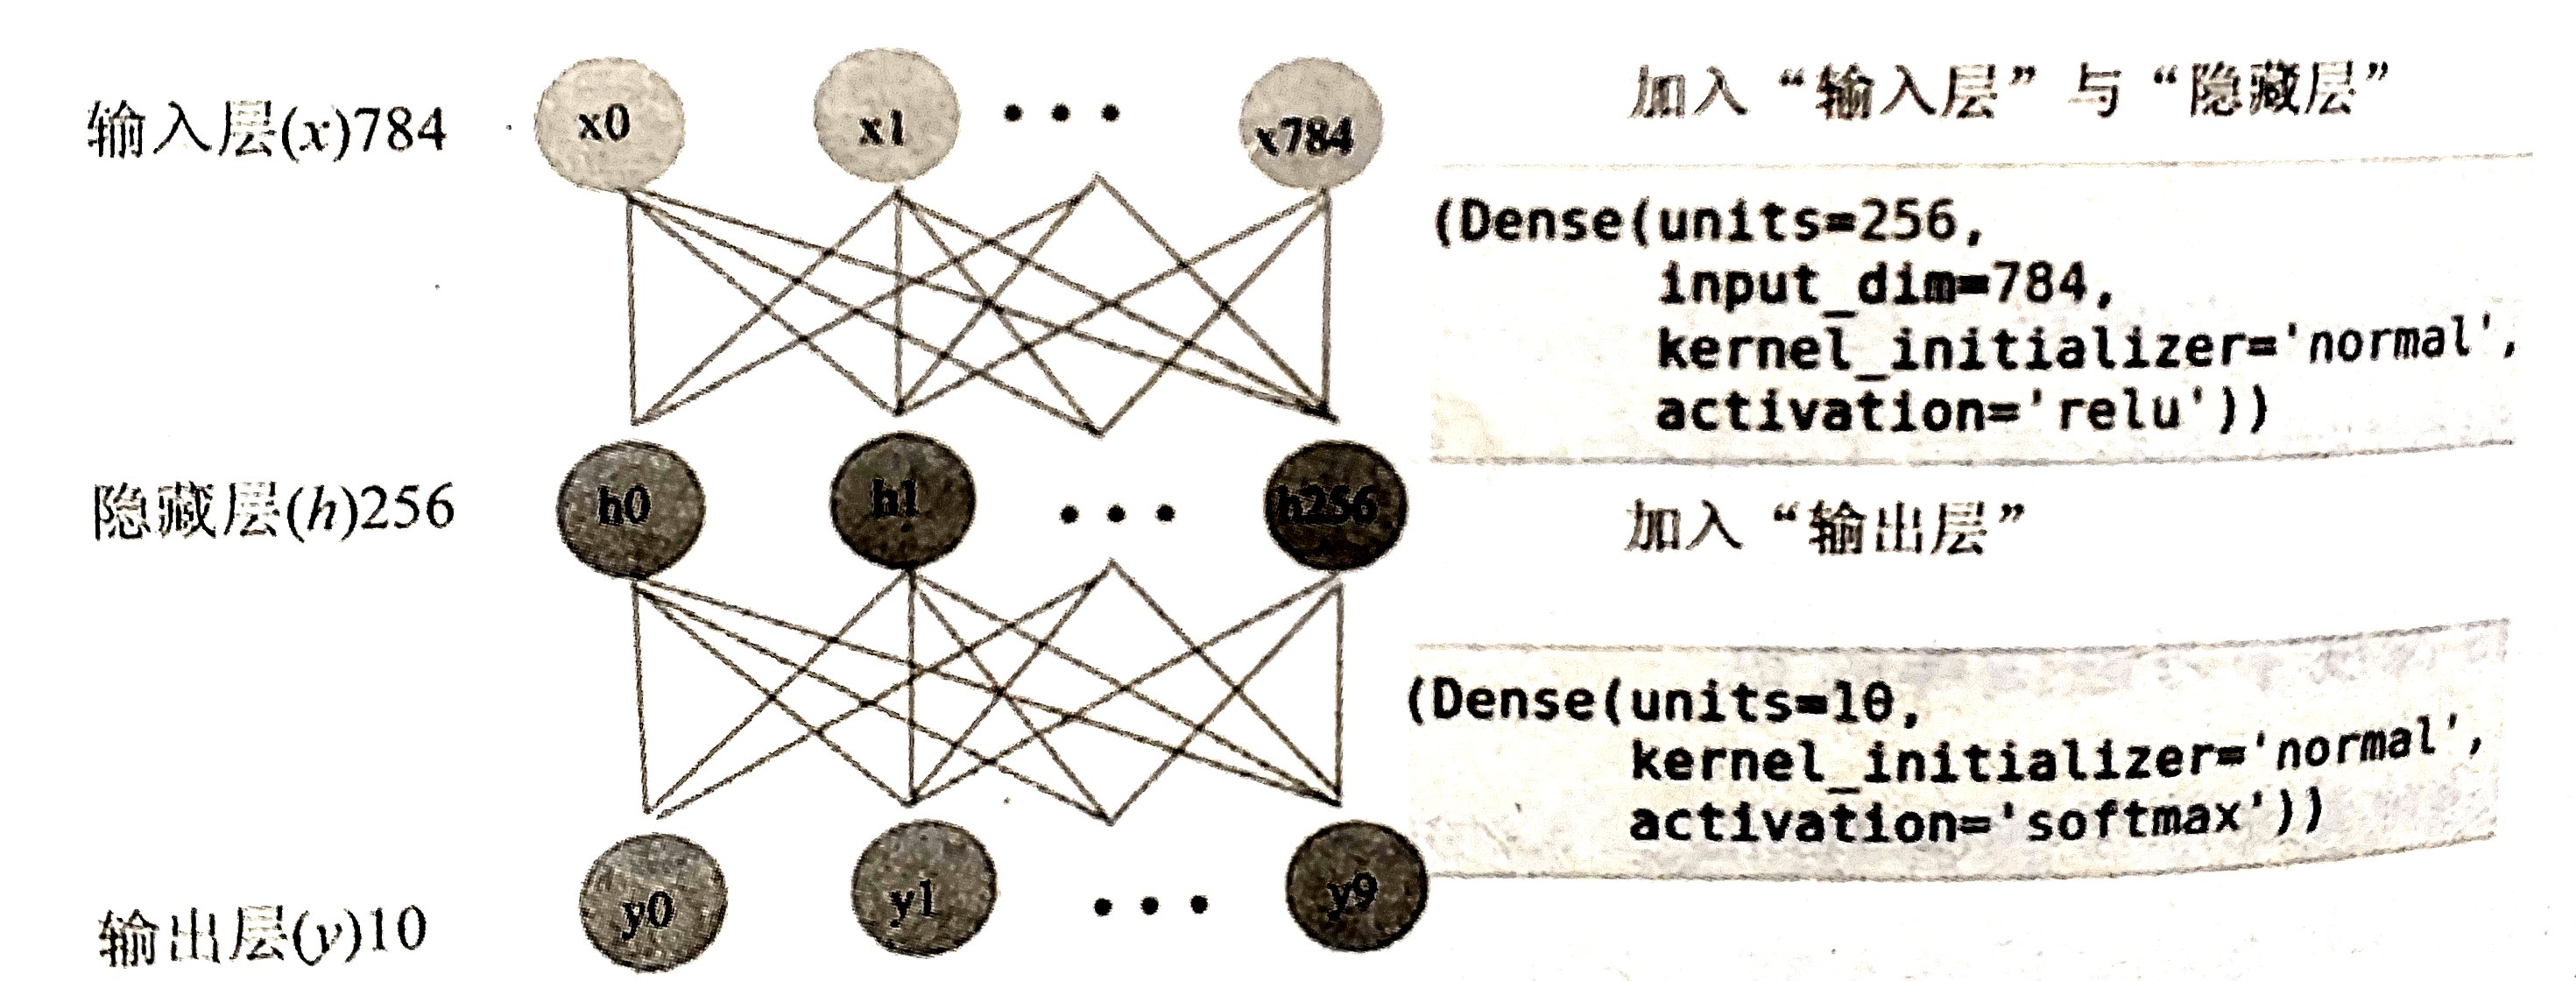 输入层(x)784
x0 x1 ••• x784
加入“输入层”与“隐藏层”
(Dense(units=256,
input_dim=784,
kernel_initializer='normal',
activation='relu'))
隐藏层(h)256
h0 h1 ••• h256
加入“输出层”
(Dense(units=10,
kernel_initializer='normal',
activation='softmax'))
输出层(y)10
y0 y1 ••• y9